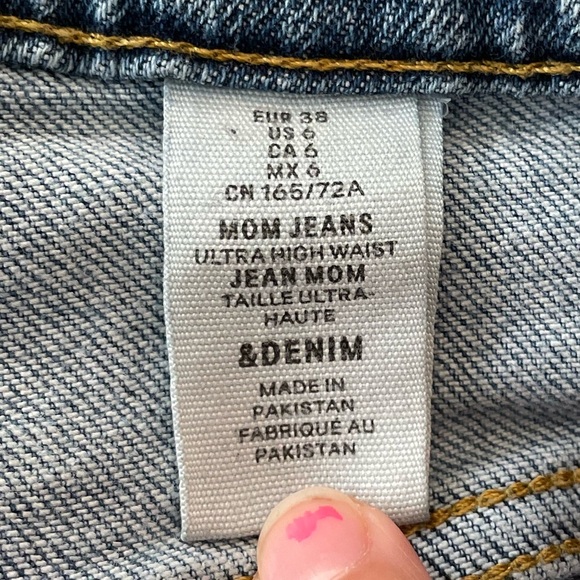 EUR 38
US 6
CA 6
MX 6
CN 165/72A
MOM JEANS
ULTRA HIGH WAIST
JEAN MOM
TAILLE ULTRA-
HAUTE
&DENIM
MADE IN
PAKISTAN
FABRIQUÉ AU
PAKISTAN